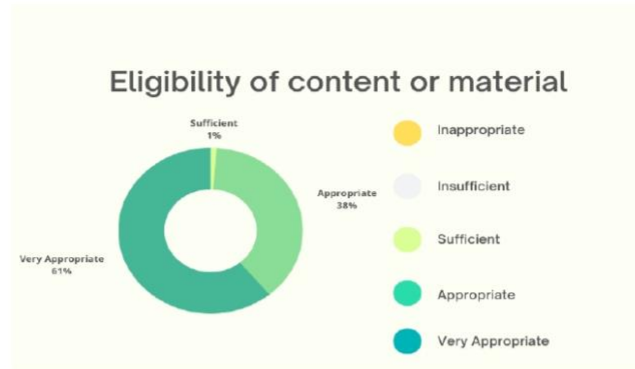 Eligibility of content or material
Sufficient
1%
Appropriate
38%
Very Appropriate
61%
Inappropriate
Insufficient
Sufficient
Appropriate
Very Appropriate